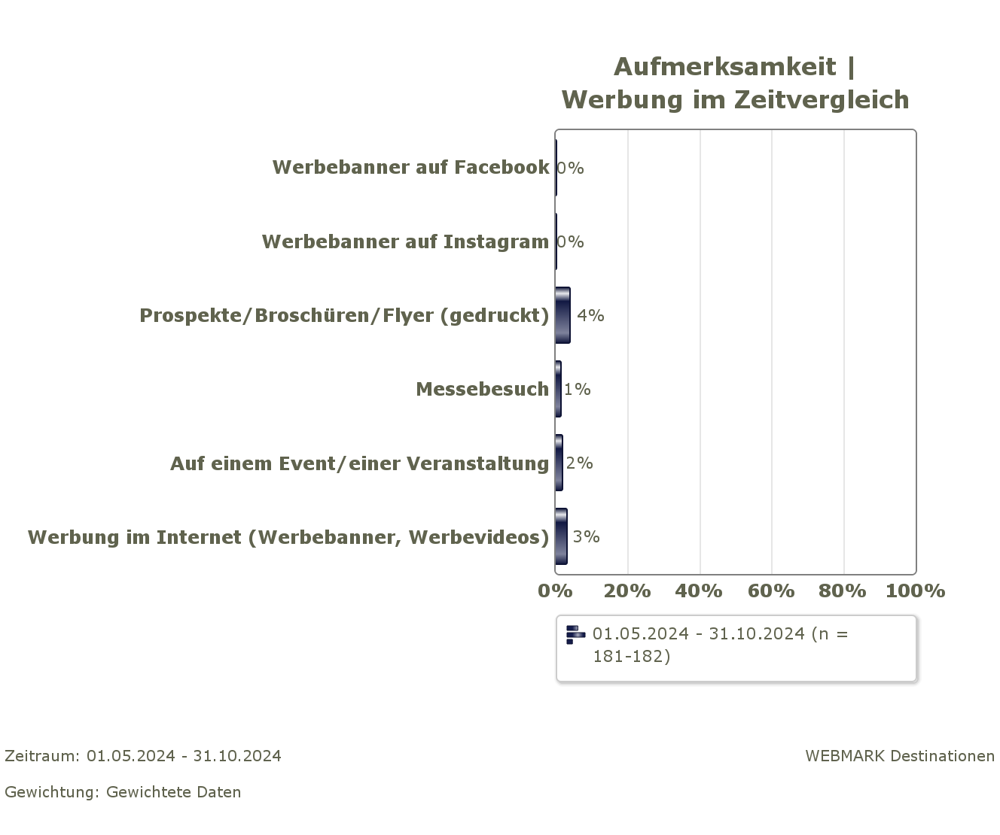 Aufmerksamkeit |
Werbung im Zeitvergleich
Werbebanner auf Facebook 0%
Werbebanner auf Instagram 0%
Prospekte/Broschüren/Flyer (gedruckt) 4%
Messebesuch 1%
Auf einem Event/einer Veranstaltung 2%
Werbung im Internet (Werbebanner, Werbevideos) 3%
0% 20% 40% 60% 80% 100%
01.05.2024 - 31.10.2024 (n =
181-182)
Zeitraum: 01.05.2024 - 31.10.2024 WEBMARK Destinationen
Gewichtung: Gewichtete Daten